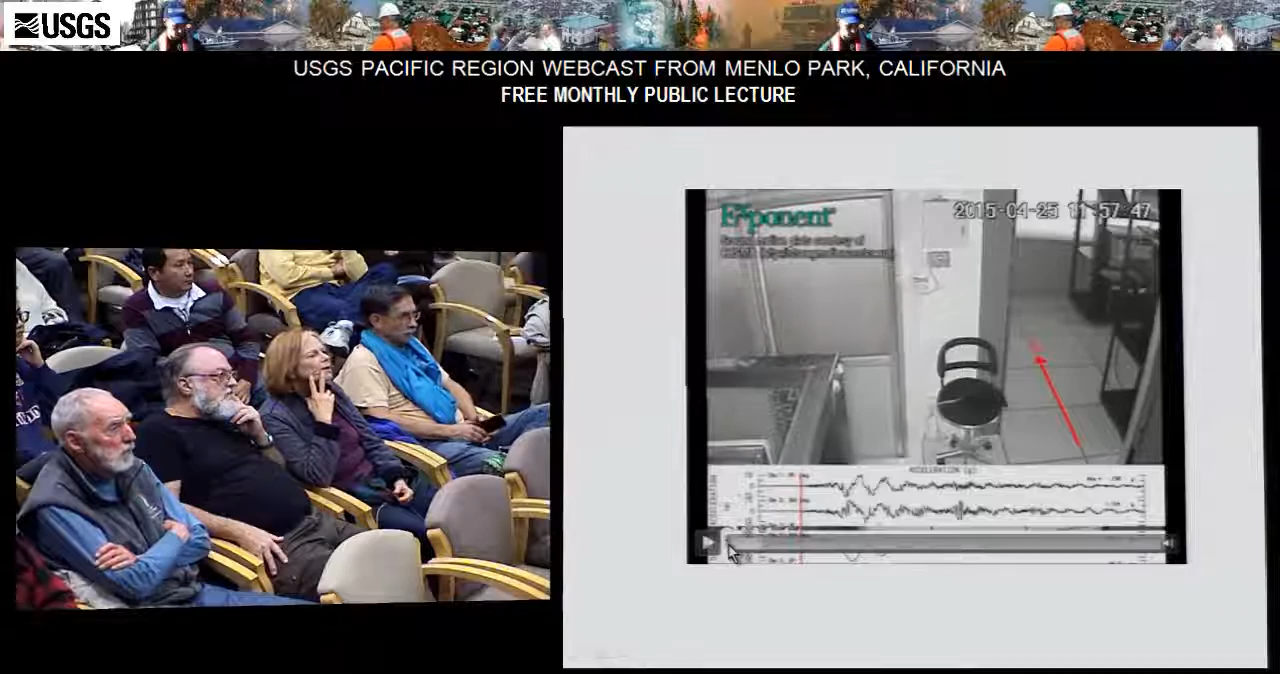 USGS
USGS PACIFIC REGION WEBCAST FROM MENLO PARK, CALIFORNIA
FREE MONTHLY PUBLIC LECTURE
Exponent
2015-04-25 11:57:47
ACCELERATION (g)